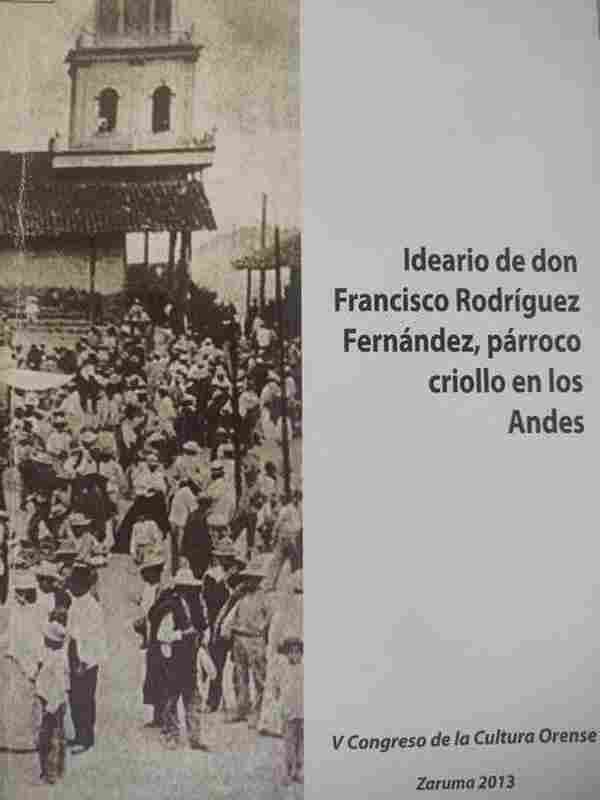 Ideario de don
Francisco Rodríguez
Fernández, párroco
criollo en los
Andes
V Congreso de la Cultura Orense
Zaruma 2013